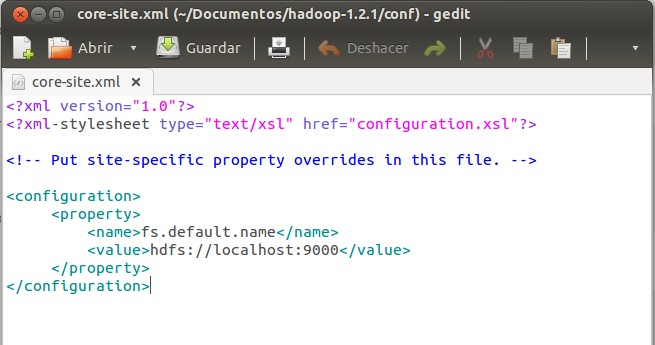 core-site.xml (~/Documentos/hadoop-1.2.1/conf) - gedit
Abrir Guardar Deshacer
core-site.xml
<?xml version="1.0"?>
<?xml-stylesheet type="text/xsl" href="configuration.xsl"?>
<!-- Put site-specific property overrides in this file. -->
<configuration>
<property>
<name>fs.default.name</name>
<value>hdfs://localhost:9000</value>
</property>
</configuration>